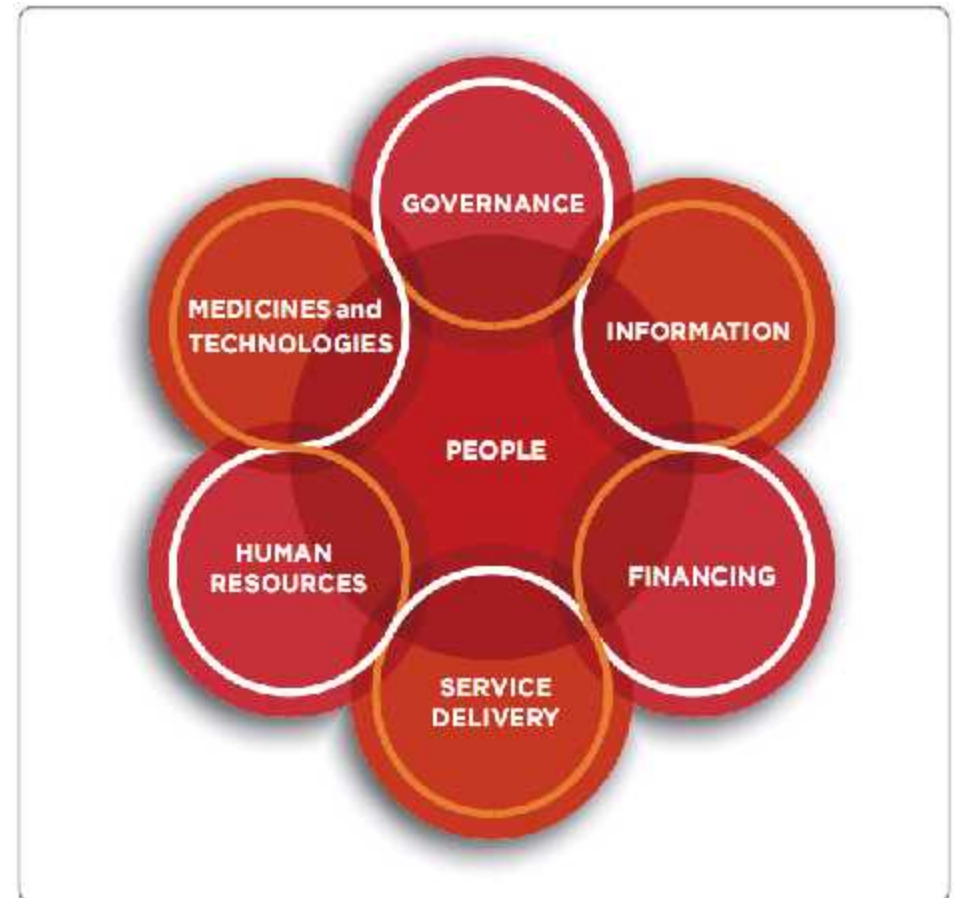 GOVERNANCE
MEDICINES and
TECHNOLOGIES
INFORMATION
PEOPLE
HUMAN
RESOURCES
FINANCING
SERVICE
DELIVERY